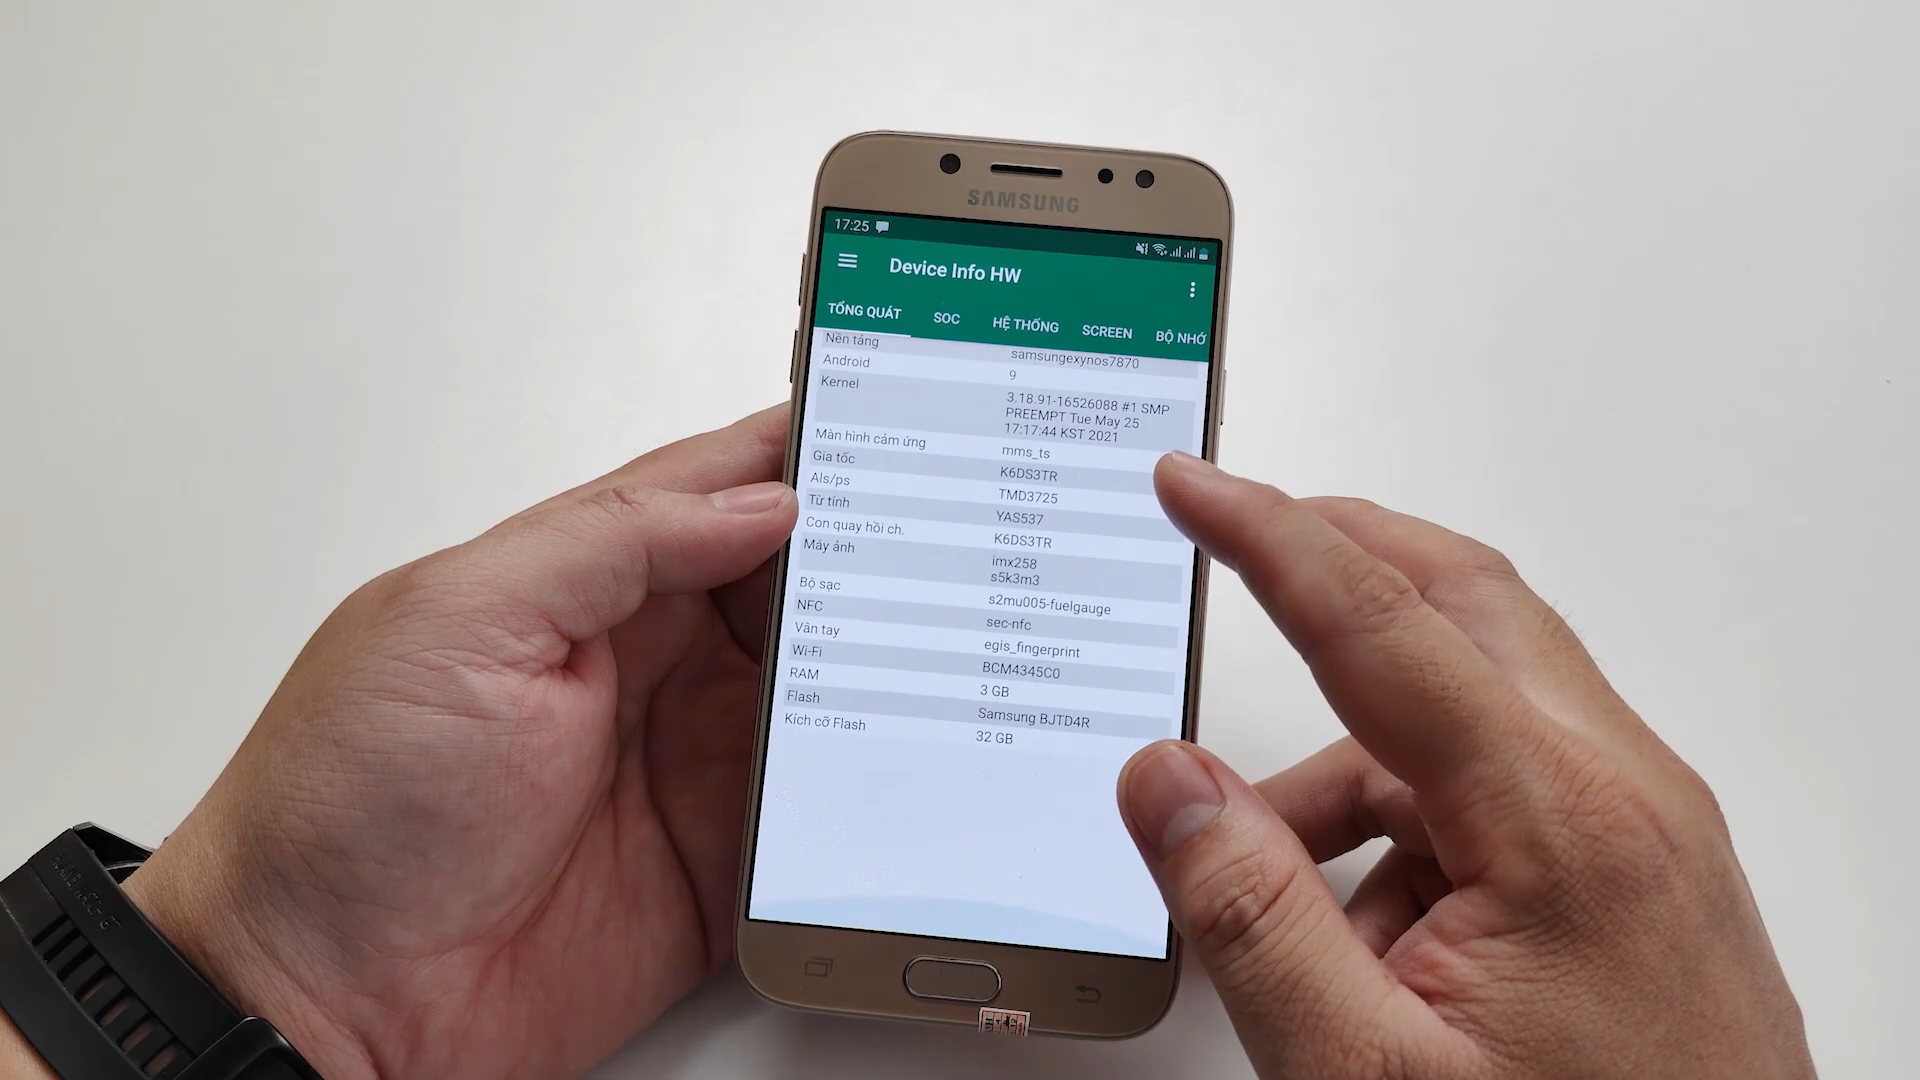 SAMSUNG
17:25
Device Info HW
TỔNG QUÁT SOC HỆ THỐNG SCREEN BỘ NHỚ
Nền tảng samsungexynos7870
Android 9
Kernel 3.18.91-16526088 #1 SMP
PREEMPT Tue May 25
17:17:44 KST 2021
Màn hình cảm ứng mms_ts
Gia tốc K6DS3TR
Als/ps TMD3725
Từ tính YAS537
Con quay hồi ch. K6DS3TR
Máy ảnh imx258
s5k3m3
Bộ sạc s2mu005-fuelgauge
NFC sec-nfc
Vân tay egis_fingerprint
Wi-Fi BCM4345C0
RAM 3 GB
Flash Samsung BJTD4R
Kích cỡ Flash 32 GB